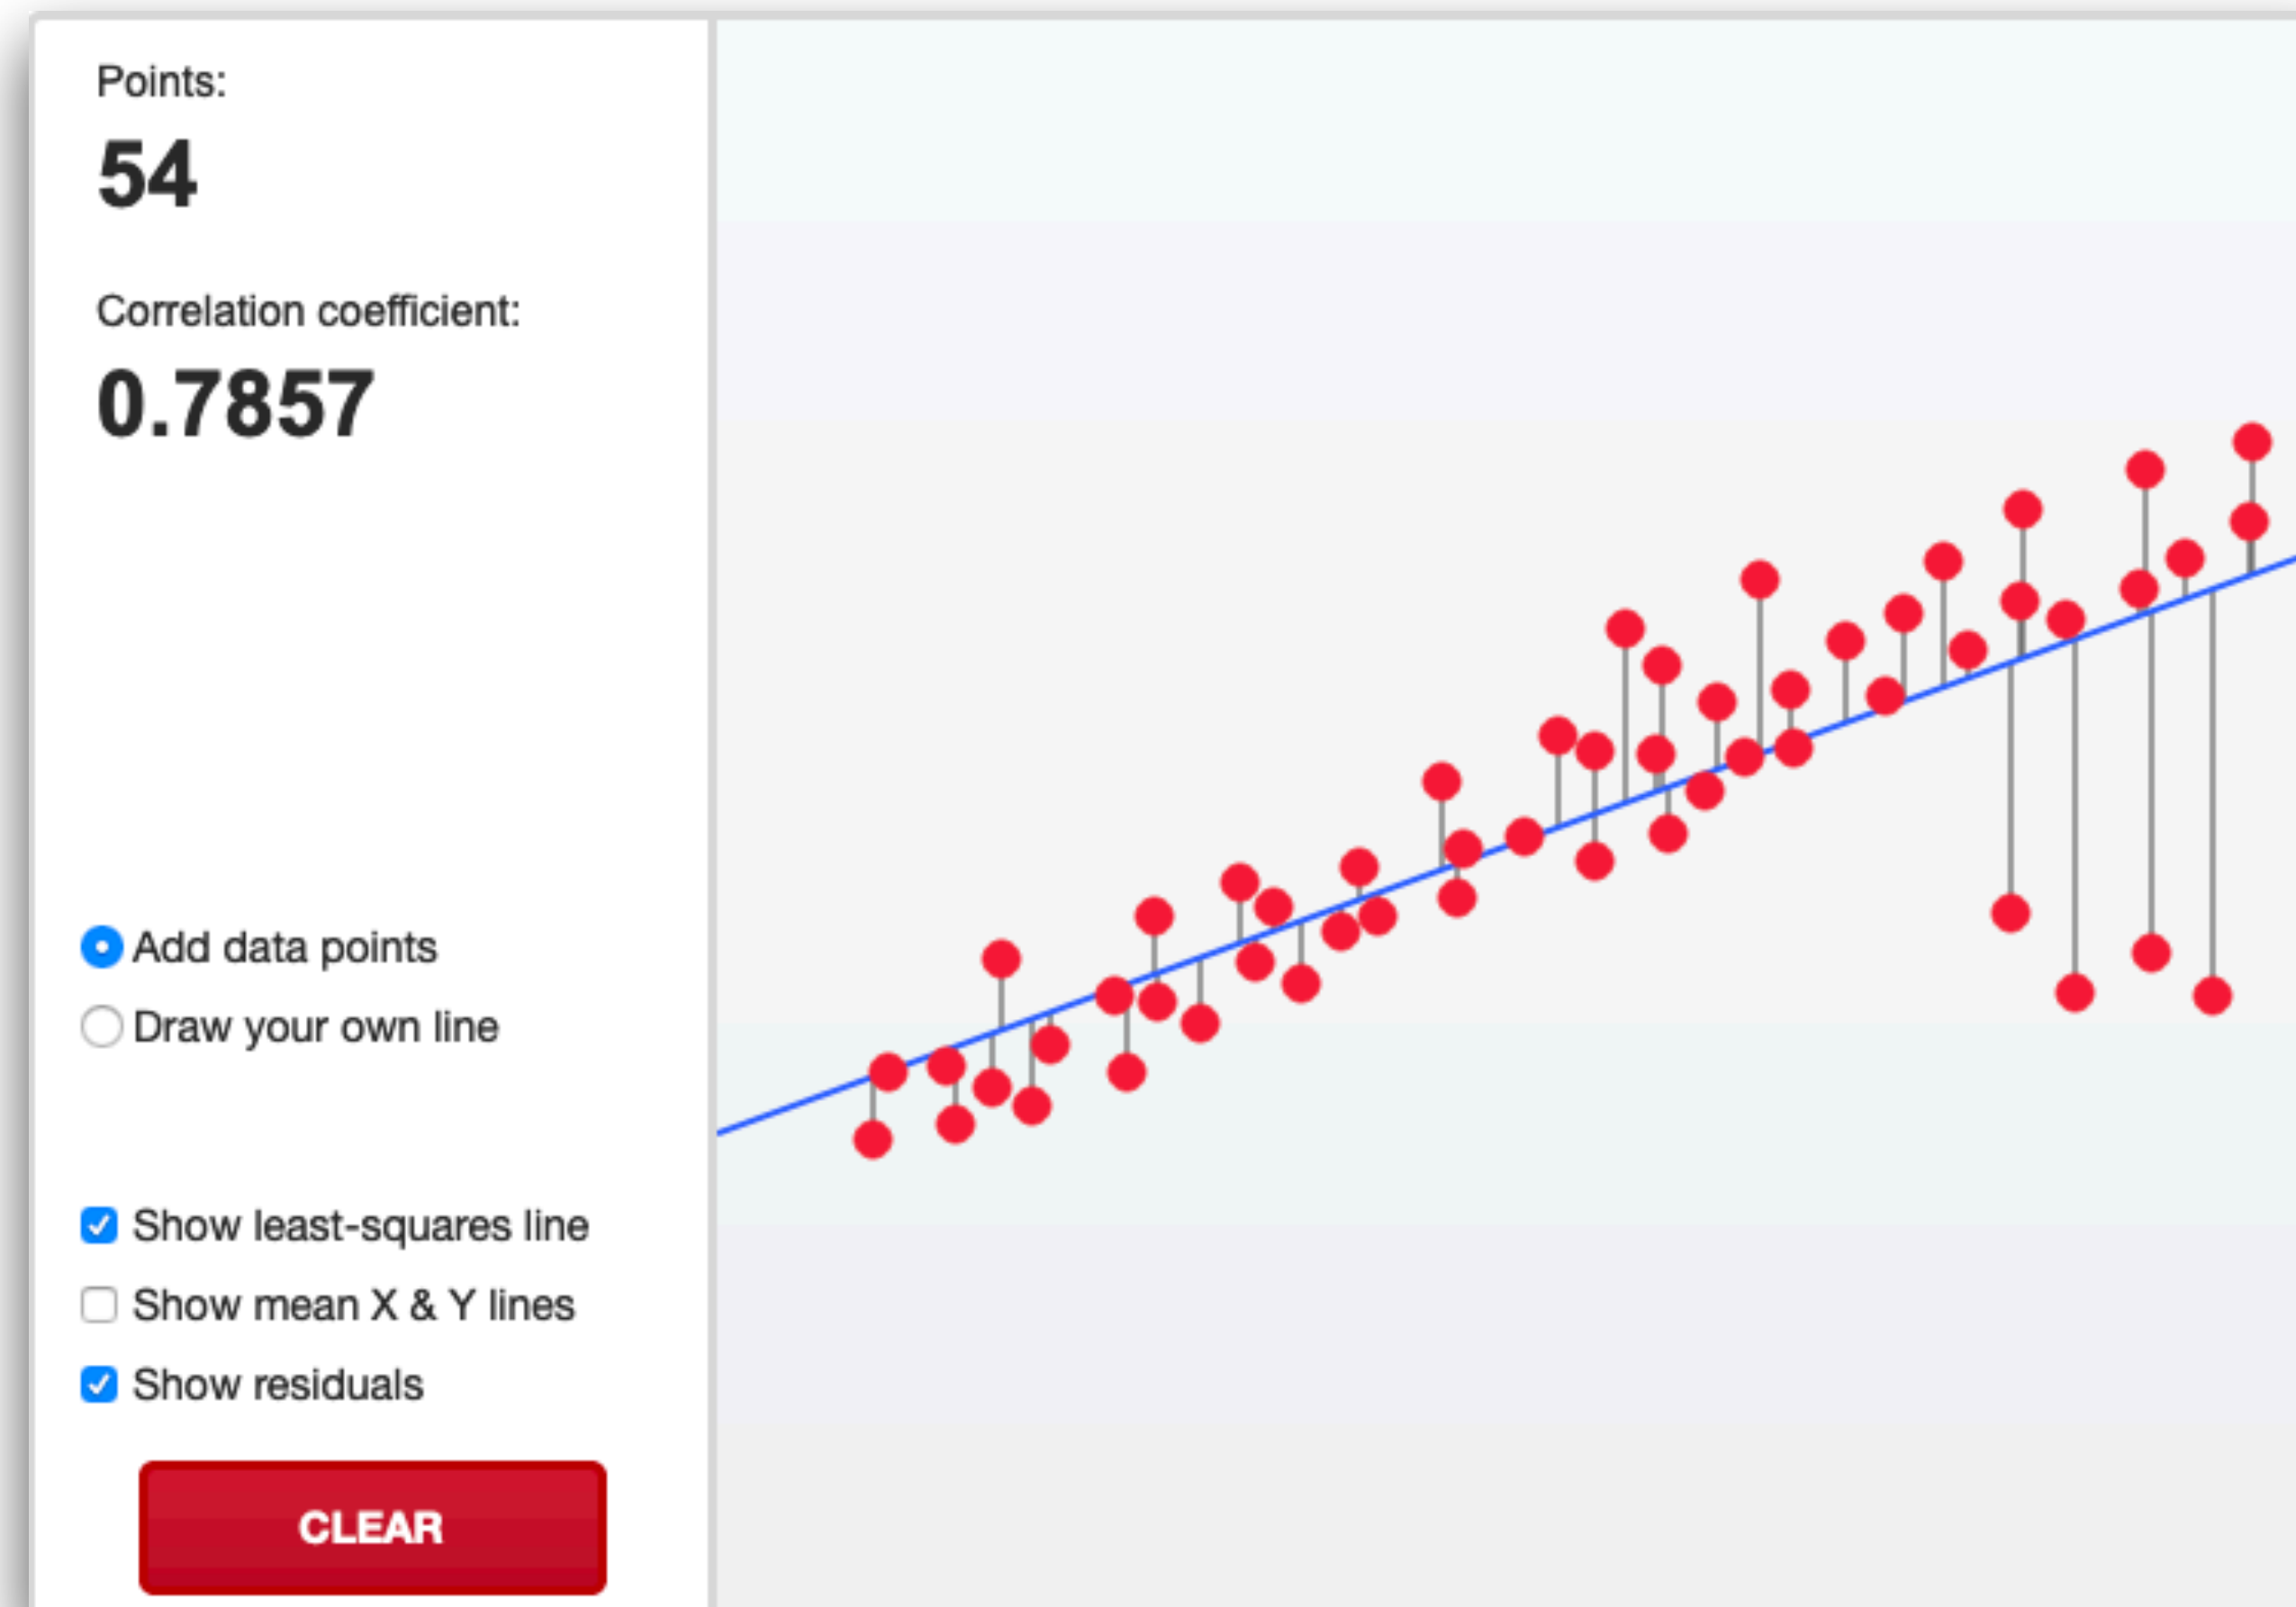 Points:
54
Correlation coefficient:
0.7857
Add data points
Draw your own line
Show least-squares line
Show mean X & Y lines
Show residuals
CLEAR